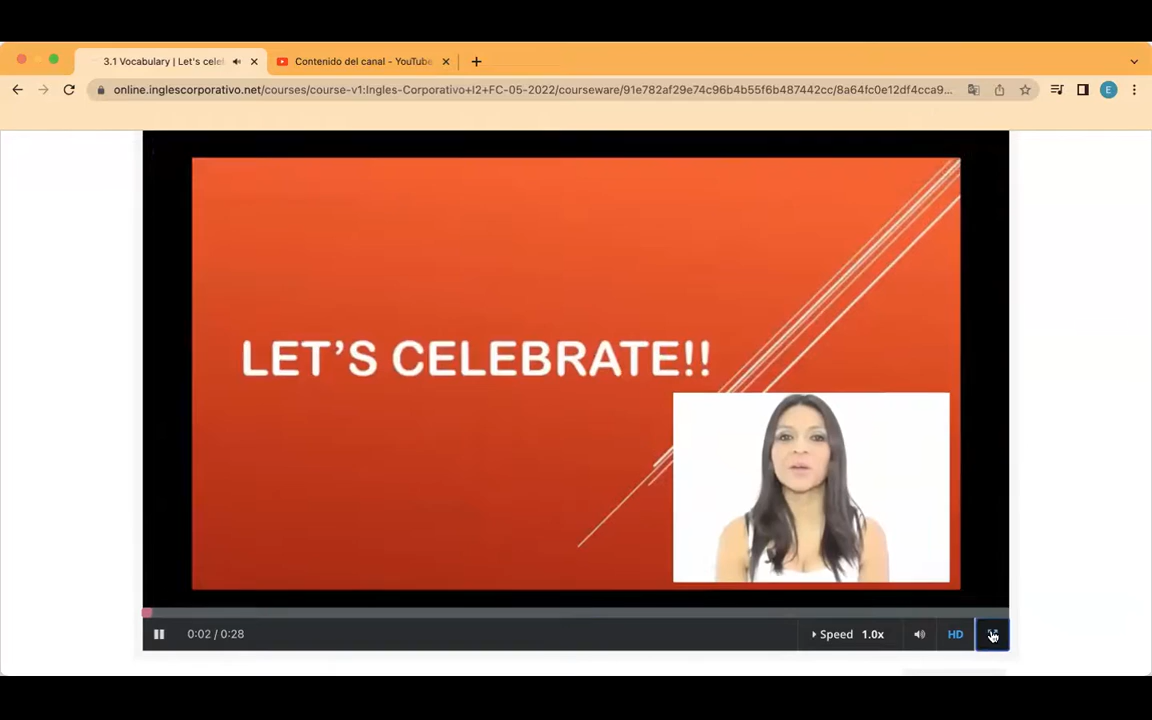 3.1 Vocabulary | Let's cele
Contenido del canal - YouTube
online.inglescorporativo.net/courses/course-v1:Ingles-Corporativo+I2+FC-05-2022/courseware/91e782af29e74c96b4b55f6b487442cc/8a64fc0e12df4cca9...
E
LET'S CELEBRATE!!
0:02 / 0:28
Speed 1.0x
HD